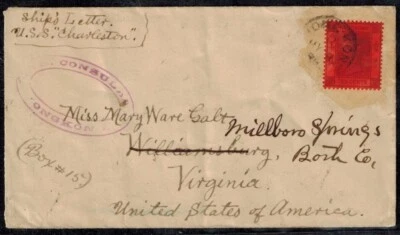 Ship's Letter.
U.S.S. "Charleston".
CONSULAR
ONGKON
Miss Mary Ware Galt
Millboro Springs
Williamsburg, Bath Co,
(Box #15)
Virginia.
United States of America.